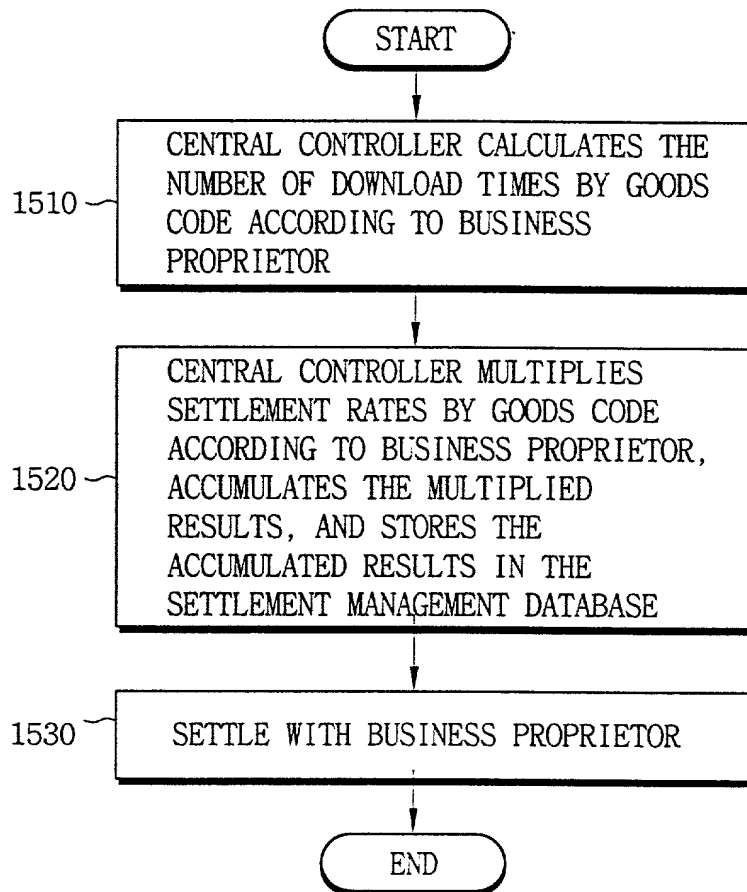 START
1510
CENTRAL CONTROLLER CALCULATES THE
NUMBER OF DOWNLOAD TIMES BY GOODS
CODE ACCORDING TO BUSINESS
PROPRIETOR
1520
CENTRAL CONTROLLER MULTIPLIES
SETTLEMENT RATES BY GOODS CODE
ACCORDING TO BUSINESS PROPRIETOR,
ACCUMULATES THE MULTIPLIED
RESULTS, AND STORES THE
ACCUMULATED RESULTS IN THE
SETTLEMENT MANAGEMENT DATABASE
1530
SETTLE WITH BUSINESS PROPRIETOR
END